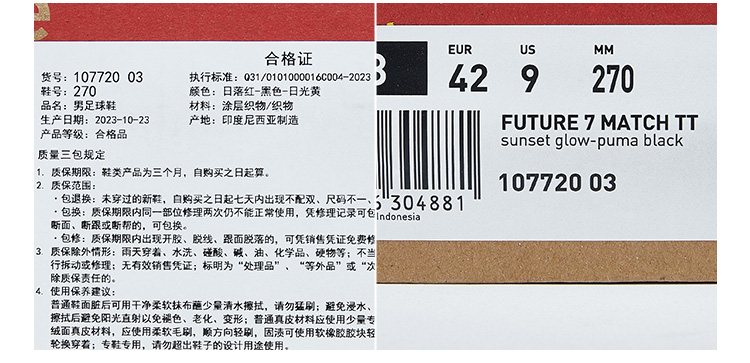 合格证
货号: 107720 03
执行标准: Q31/0101000016C004-2023
鞋号: 270
颜色: 日落红-黑色-日光黄
品名: 男足球鞋
材料: 涂层织物/织物
生产日期: 2023-10-23
产地: 印度尼西亚制造
产品等级: 合格品
质量三包规定
1. 质保期限: 鞋类产品为三个月, 自购买之日起算。
2. 质保范围:
·包退换: 未穿过的新鞋, 自购买之日起七天内出现不配双、尺码不一、
·包换: 质保期限内同一部位修理两次仍不能正常使用, 凭修理记录可包
断面、断跟或断帮的, 可包换。
·包修: 质保期限内出现开胶、脱线、跟面脱落的, 可凭销售凭证免费修
3. 质保除外情形: 雨天穿着、水洗、碰酸、碱、油、化学品、硬物等; 不当
行拆动或修理; 无有效销售凭证; 标明为“处理品”、“等外品”或“次
除质保责任的。
4. 使用保养建议:
普通鞋面脏后可用干净柔软抹布蘸少量清水擦拭, 请勿猛刷; 避免浸水、
擦拭后避免阳光直射以免褪色、老化、变形; 普通真皮材料应使用少量专
绒面真皮材料, 应使用柔软毛刷, 顺方向轻刷, 固渍可使用软橡胶胶块轻
轮换穿着; 专鞋专用, 请勿超出鞋子的设计用途使用。
EUR US MM
42 9 270
FUTURE 7 MATCH TT
sunset glow-puma black
107720 03
304881
Indonesia